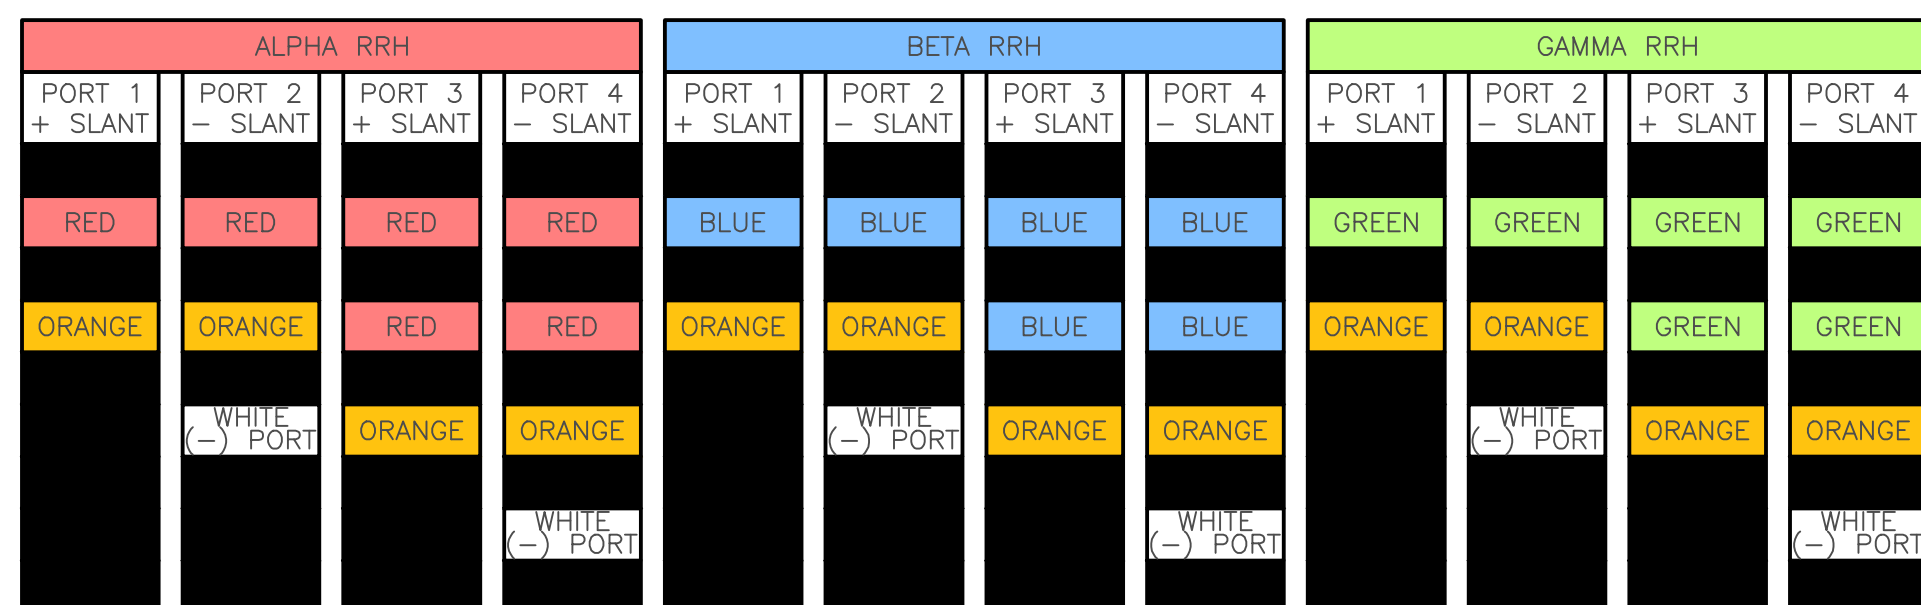 ALPHA RRH BETA RRH GAMMA RRH
PORT 1 PORT 2 PORT 3 PORT 4 PORT 1 PORT 2 PORT 3 PORT 4 PORT 1 PORT 2 PORT 3 PORT 4
+ SLANT - SLANT + SLANT - SLANT + SLANT - SLANT + SLANT - SLANT + SLANT - SLANT + SLANT - SLANT
RED RED RED RED BLUE BLUE BLUE BLUE GREEN GREEN GREEN GREEN
ORANGE ORANGE RED RED ORANGE ORANGE BLUE BLUE ORANGE ORANGE GREEN GREEN
WHITE WHITE WHITE
(-) PORT ORANGE ORANGE (-) PORT ORANGE ORANGE (-) PORT ORANGE ORANGE
WHITE WHITE WHITE
(-) PORT (-) PORT (-) PORT